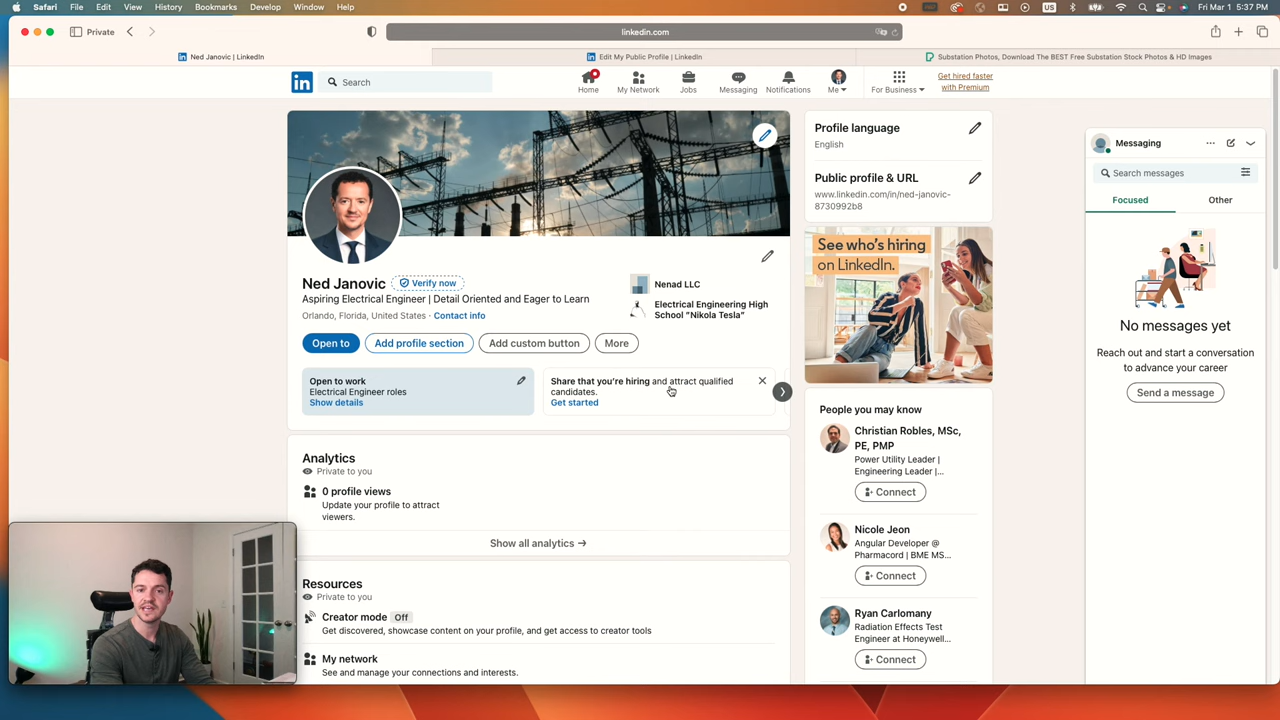 Safari File Edit View History Bookmarks Develop Window Help
US
Fri Mar 1 5:37 PM
Private
linkedin.com
Ned Janovic | LinkedIn
Edit My Public Profile | LinkedIn
Substation Photos, Download The BEST Free Substation Stock Photos & HD Images
in
Search
Home
My Network
Jobs
Messaging
Notifications
Me
For Business
Get hired faster
with Premium
Ned Janovic
Verify now
Aspiring Electrical Engineer | Detail Oriented and Eager to Learn
Orlando, Florida, United States · Contact info
Nenad LLC
Electrical Engineering High
School "Nikola Tesla"
Open to
Add profile section
Add custom button
More
Open to work
Electrical Engineer roles
Show details
Share that you're hiring and attract qualified
candidates.
Get started
Analytics
Private to you
0 profile views
Update your profile to attract
viewers.
Show all analytics →
Resources
Private to you
Creator mode Off
Get discovered, showcase content on your profile, and get access to creator tools
My network
See and manage your connections and interests.
Profile language
English
Public profile & URL
www.linkedin.com/in/ned-janovic-
8730992b8
See who's hiring
on LinkedIn.
People you may know
Christian Robles, MSc,
PE, PMP
Power Utility Leader |
Engineering Leader |...
Connect
Nicole Jeon
Angular Developer @
Pharmacord | BME MS...
Connect
Ryan Carlomany
Radiation Effects Test
Engineer at Honeywell...
Connect
Messaging
Search messages
Focused
Other
No messages yet
Reach out and start a conversation
to advance your career
Send a message